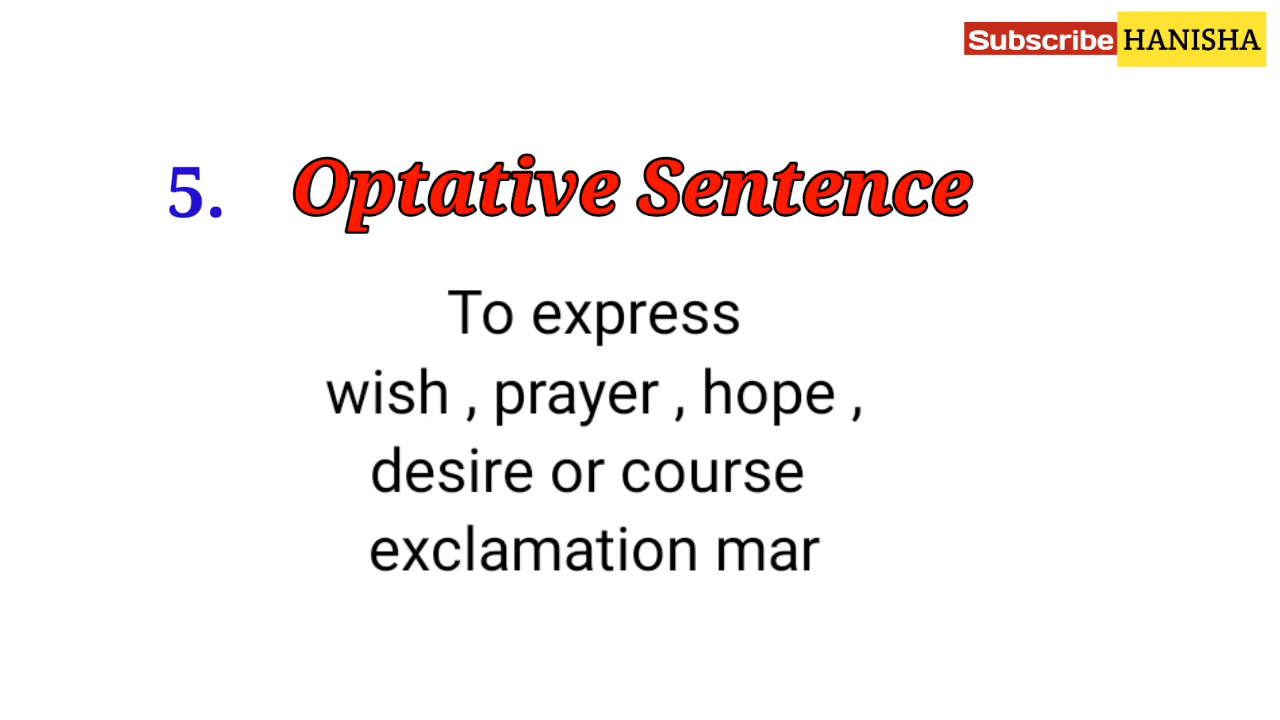 Subscribe HANISHA
5. Optative Sentence
To express
wish , prayer , hope ,
desire or course
exclamation mar